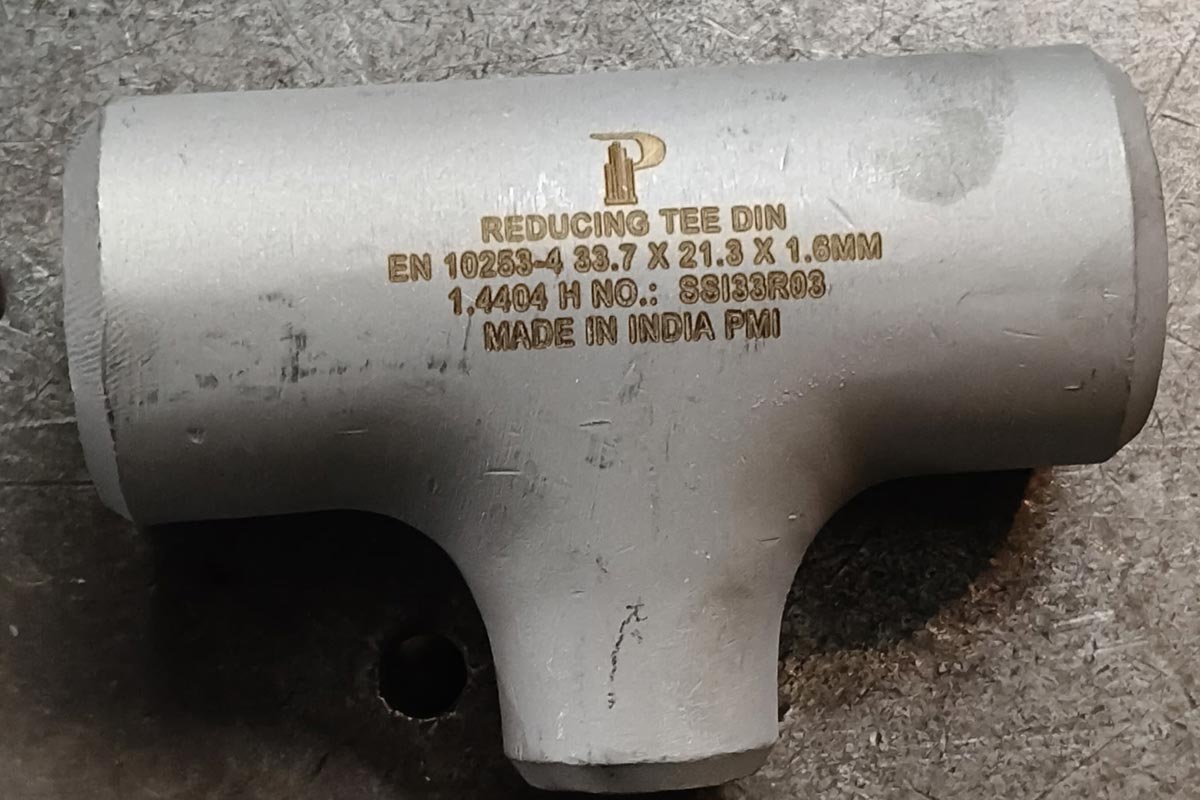 P
REDUCING TEE DIN
EN 10253-4 33.7 X 21.3 X 1.6MM
1.4404 H NO.: SSI33R03
MADE IN INDIA PMI